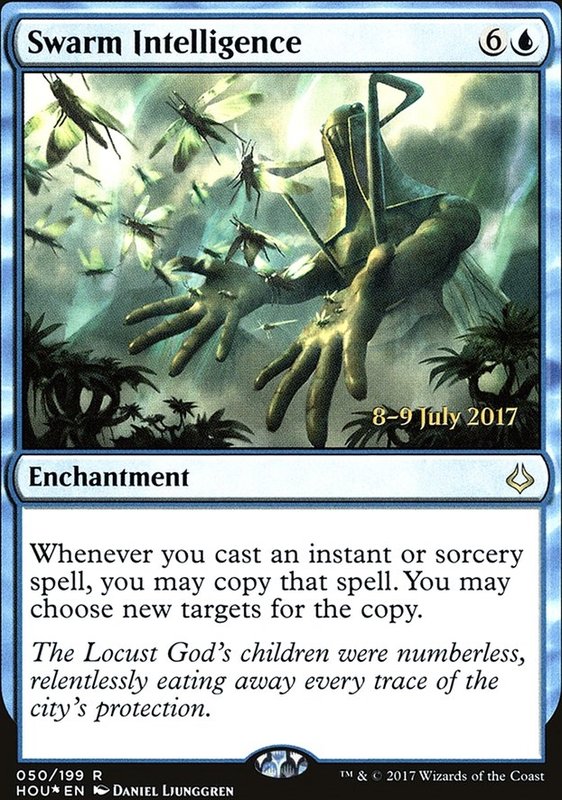 Swarm Intelligence 6
8–9 July 2017
Enchantment
Whenever you cast an instant or sorcery
spell, you may copy that spell. You may
choose new targets for the copy.
The Locust God's children were numberless,
relentlessly eating away every trace of the
city's protection.
050/199 R
HOU★EN Daniel Ljunggren
™ & © 2017 Wizards of the Coast